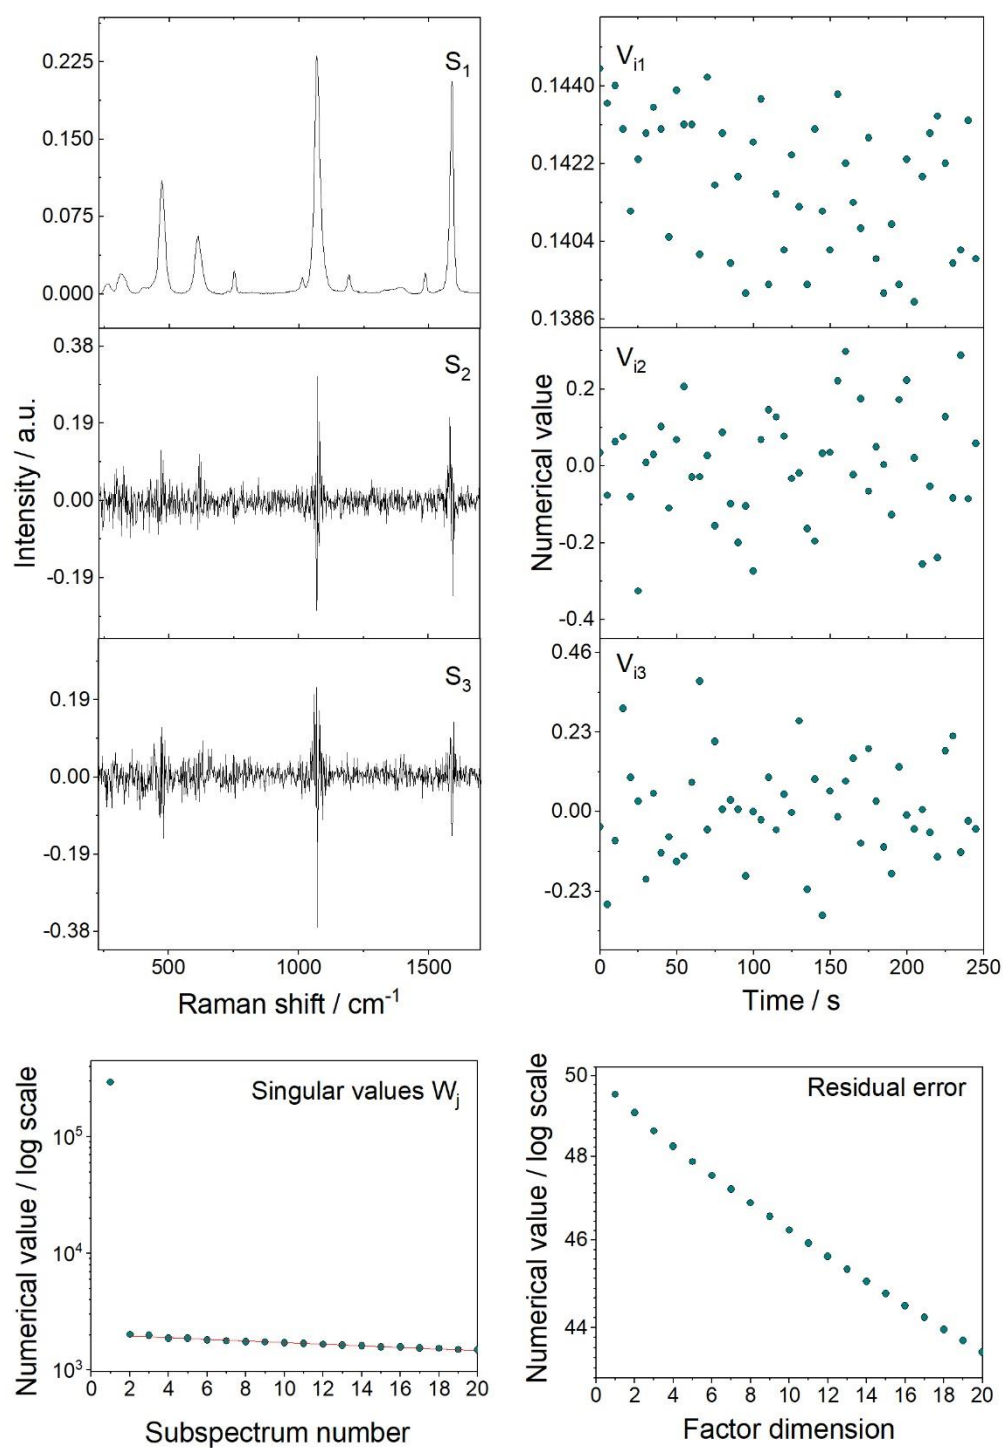 S₁
0.225
0.150
0.075
0.000
V_i1
0.1440
0.1422
0.1404
0.1386
S₂
0.38
0.19
0.00
-0.19
Intensity / a.u.
V_i2
0.2
0.0
-0.2
-0.4
Numerical value
S₃
0.19
0.00
-0.19
-0.38
500 1000 1500
Raman shift / cm⁻¹
V_i3
0.46
0.23
0.00
-0.23
0 50 100 150 200 250
Time / s
Singular values W_j
10⁵
10⁴
10³
Numerical value / log scale
0 2 4 6 8 10 12 14 16 18 20
Subspectrum number
Residual error
50
48
46
44
Numerical value / log scale
0 2 4 6 8 10 12 14 16 18 20
Factor dimension